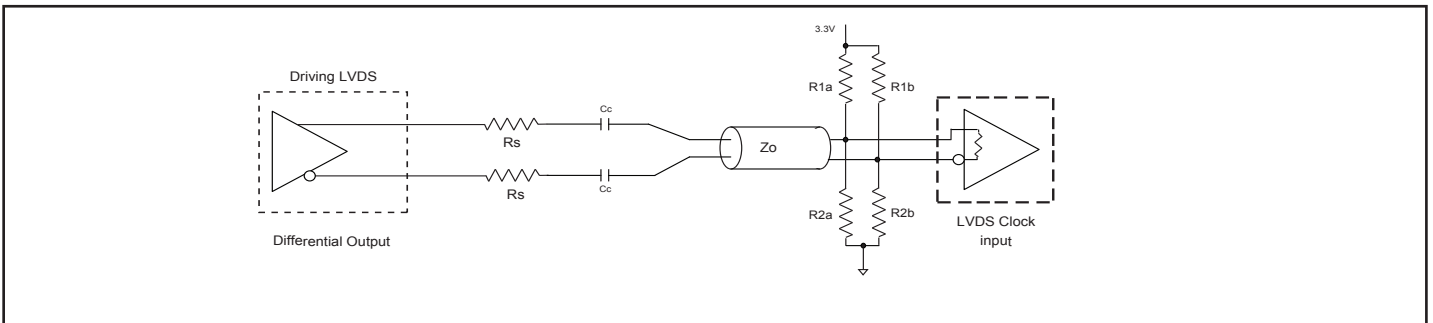 3.3V
Driving LVDS
R1a
R1b
Cc
Rs
Zo
Cc
Rs
R2a
R2b
LVDS Clock
input
Differential Output